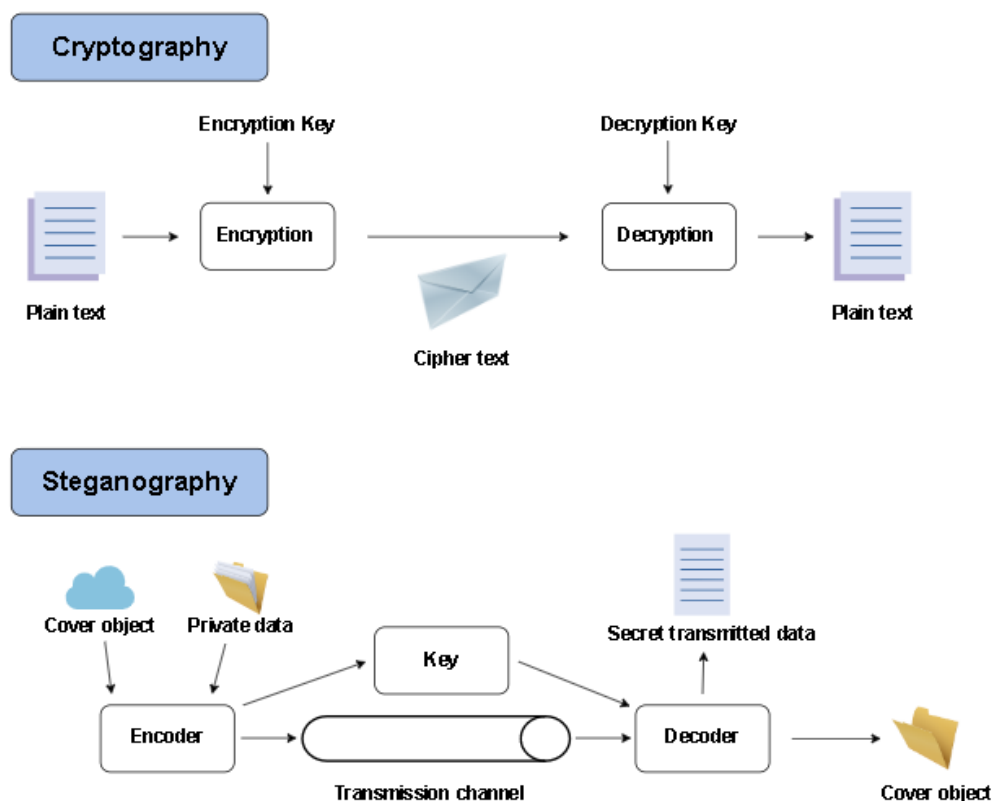 Cryptography
Encryption Key
Decryption Key
Encryption
Decryption
Plain text
Plain text
Cipher text
Steganography
Cover object
Private data
Secret transmitted data
Key
Encoder
Decoder
Transmission channel
Cover object